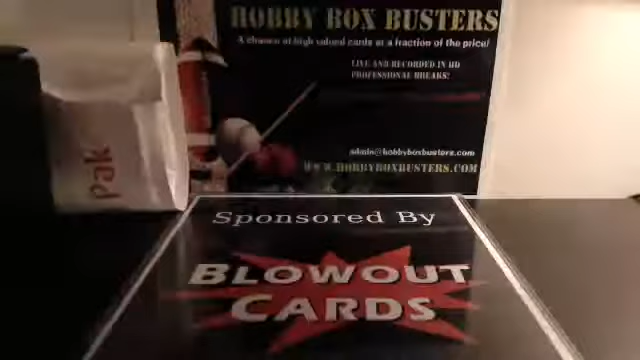 HOBBY BOX BUSTERS
A chance at high valued cards at a fraction of the price!
LIVE AND RECORDED IN HD
PROFESSIONAL BREAKS!
admin@hobbyboxbusters.com
WWW.HOBBYBOXBUSTERS.COM
Pak
Sponsored By
BLOWOUT
CARDS